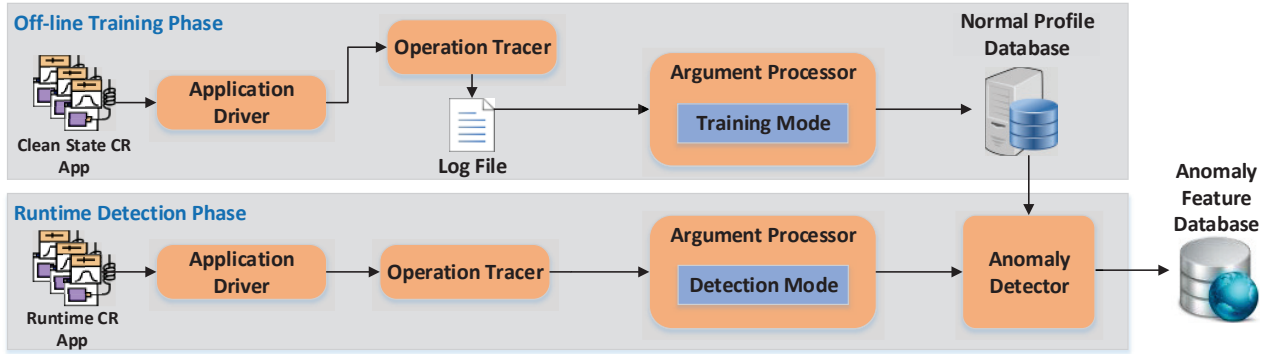 Off-line Training Phase
Clean State CR
App
Application
Driver
Operation Tracer
Log File
Argument Processor
Training Mode
Normal Profile
Database
Runtime Detection Phase
Runtime CR
App
Application
Driver
Operation Tracer
Argument Processor
Detection Mode
Anomaly
Detector
Anomaly
Feature
Database